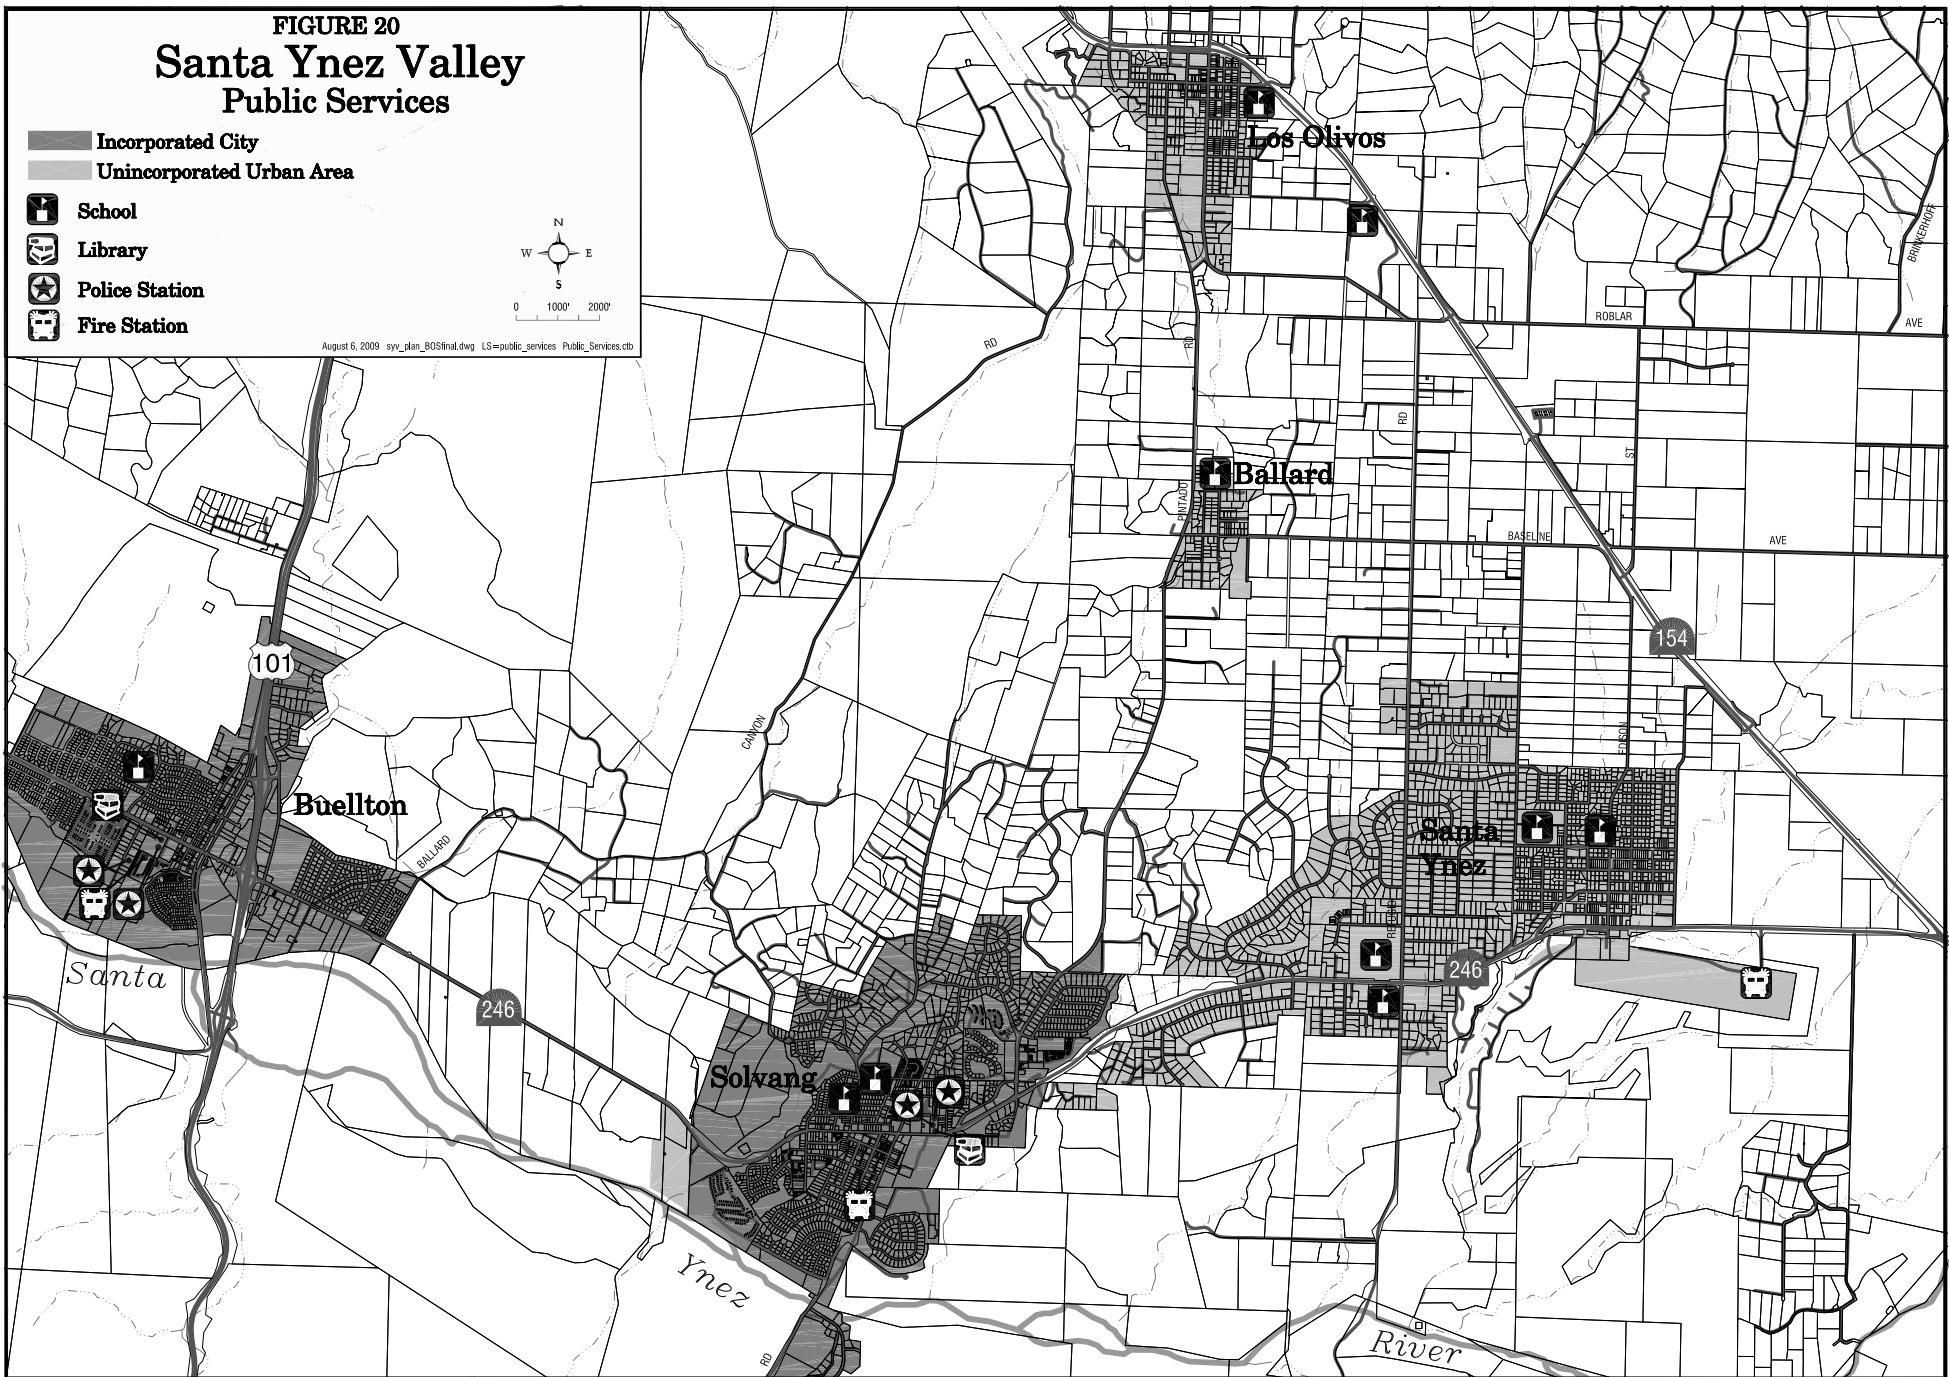 FIGURE 20
Santa Ynez Valley
Public Services
Incorporated City
Unincorporated Urban Area
School
Library
Police Station
Fire Station
N
W E
S
0 1000' 2000'
August 6, 2009 syv_plan_BOSfinal.dwg LS=public_services Public_Services.ctb
Los Olivos
BRINKERHOFF
ROBLAR AVE
RD
RD
RD
ST
Ballard
PINTADO
BASELINE AVE
154
101
CANYON
EDISON
Buellton
BALLARD
Santa
Ynez
REFUGIO
246
Santa
246
Solvang
Ynez
River
RD